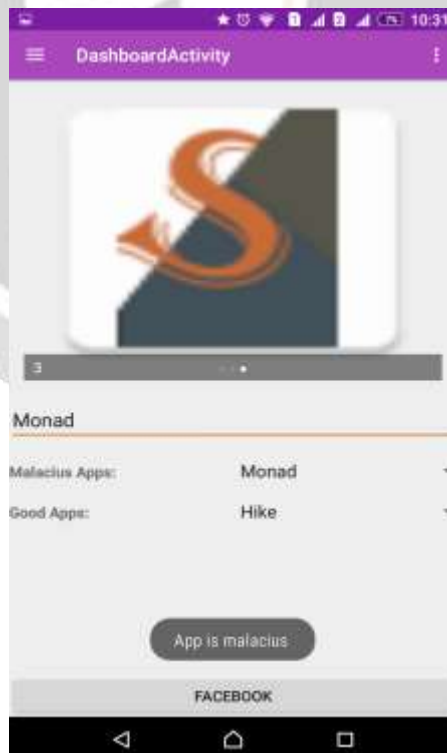 10:31
DashboardActivity
S
3
Monad
Malacius Apps: Monad
Good Apps: Hike
App is malacius
FACEBOOK